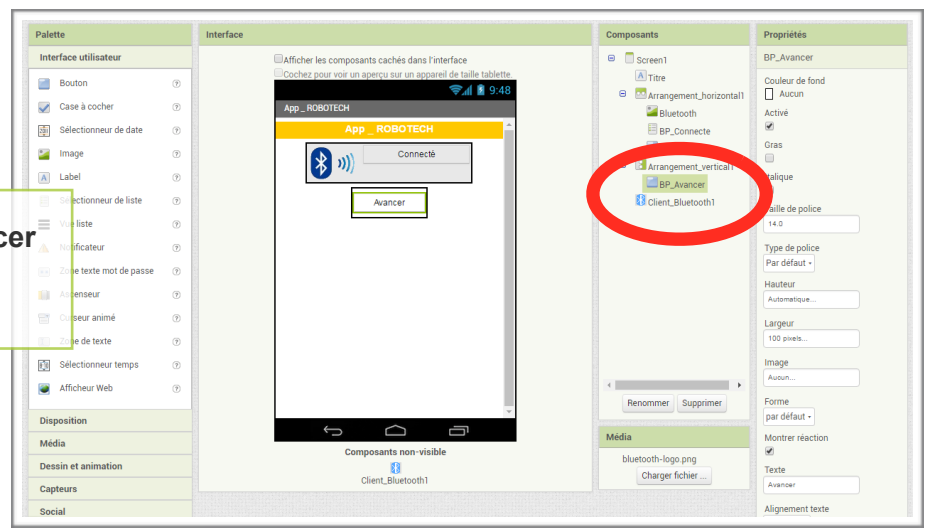 Palette
Interface utilisateur
Bouton
Case à cocher
Sélectionneur de date
Image
Label
Sélectionneur de liste
Vue liste
cer
Notificateur
Zone texte mot de passe
Ascenseur
Curseur animé
Zone de texte
Sélectionneur temps
Afficheur Web
Disposition
Média
Dessin et animation
Capteurs
Social
Interface
Afficher les composants cachés dans l'interface
Cochez pour voir un aperçu sur un appareil de taille tablette.
9:48
App _ ROBOTECH
App _ ROBOTECH
Connecté
Avancer
Composants non-visible
Client_Bluetooth1
Composants
Screen1
Titre
Arrangement_horizontal1
Bluetooth
BP_Connecte
Arrangement_vertical1
BP_Avancer
Client_Bluetooth1
Renommer Supprimer
Média
bluetooth-logo.png
Charger fichier ...
Propriétés
BP_Avancer
Couleur de fond
Aucun
Activé
Gras
Italique
Taille de police
14.0
Type de police
Par défaut
Hauteur
Automatique...
Largeur
100 pixels...
Image
Aucun...
Forme
par défaut
Montrer réaction
Texte
Avancer
Alignement texte